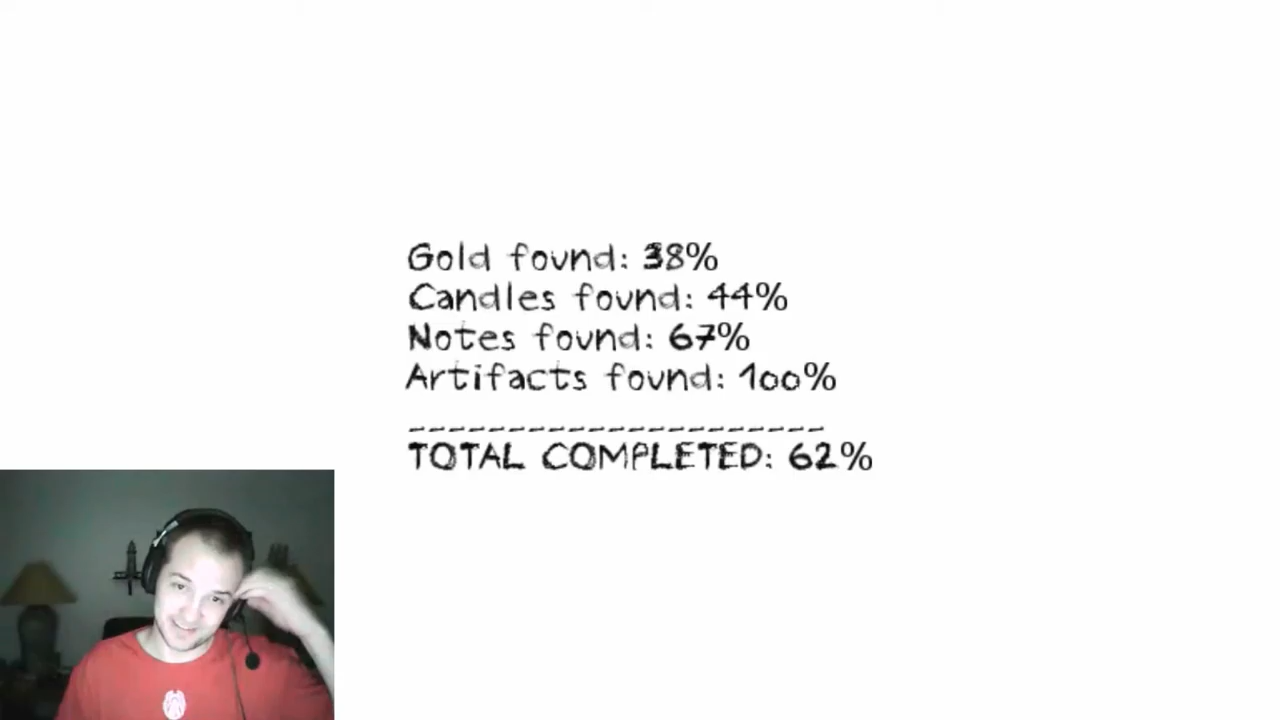 Gold found: 38%
Candles found: 44%
Notes found: 67%
Artifacts found: 100%
_ _ _ _ _ _ _ _ _ _ _ _ _ _ _ _ _ _ _ _ _
TOTAL COMPLETED: 62%